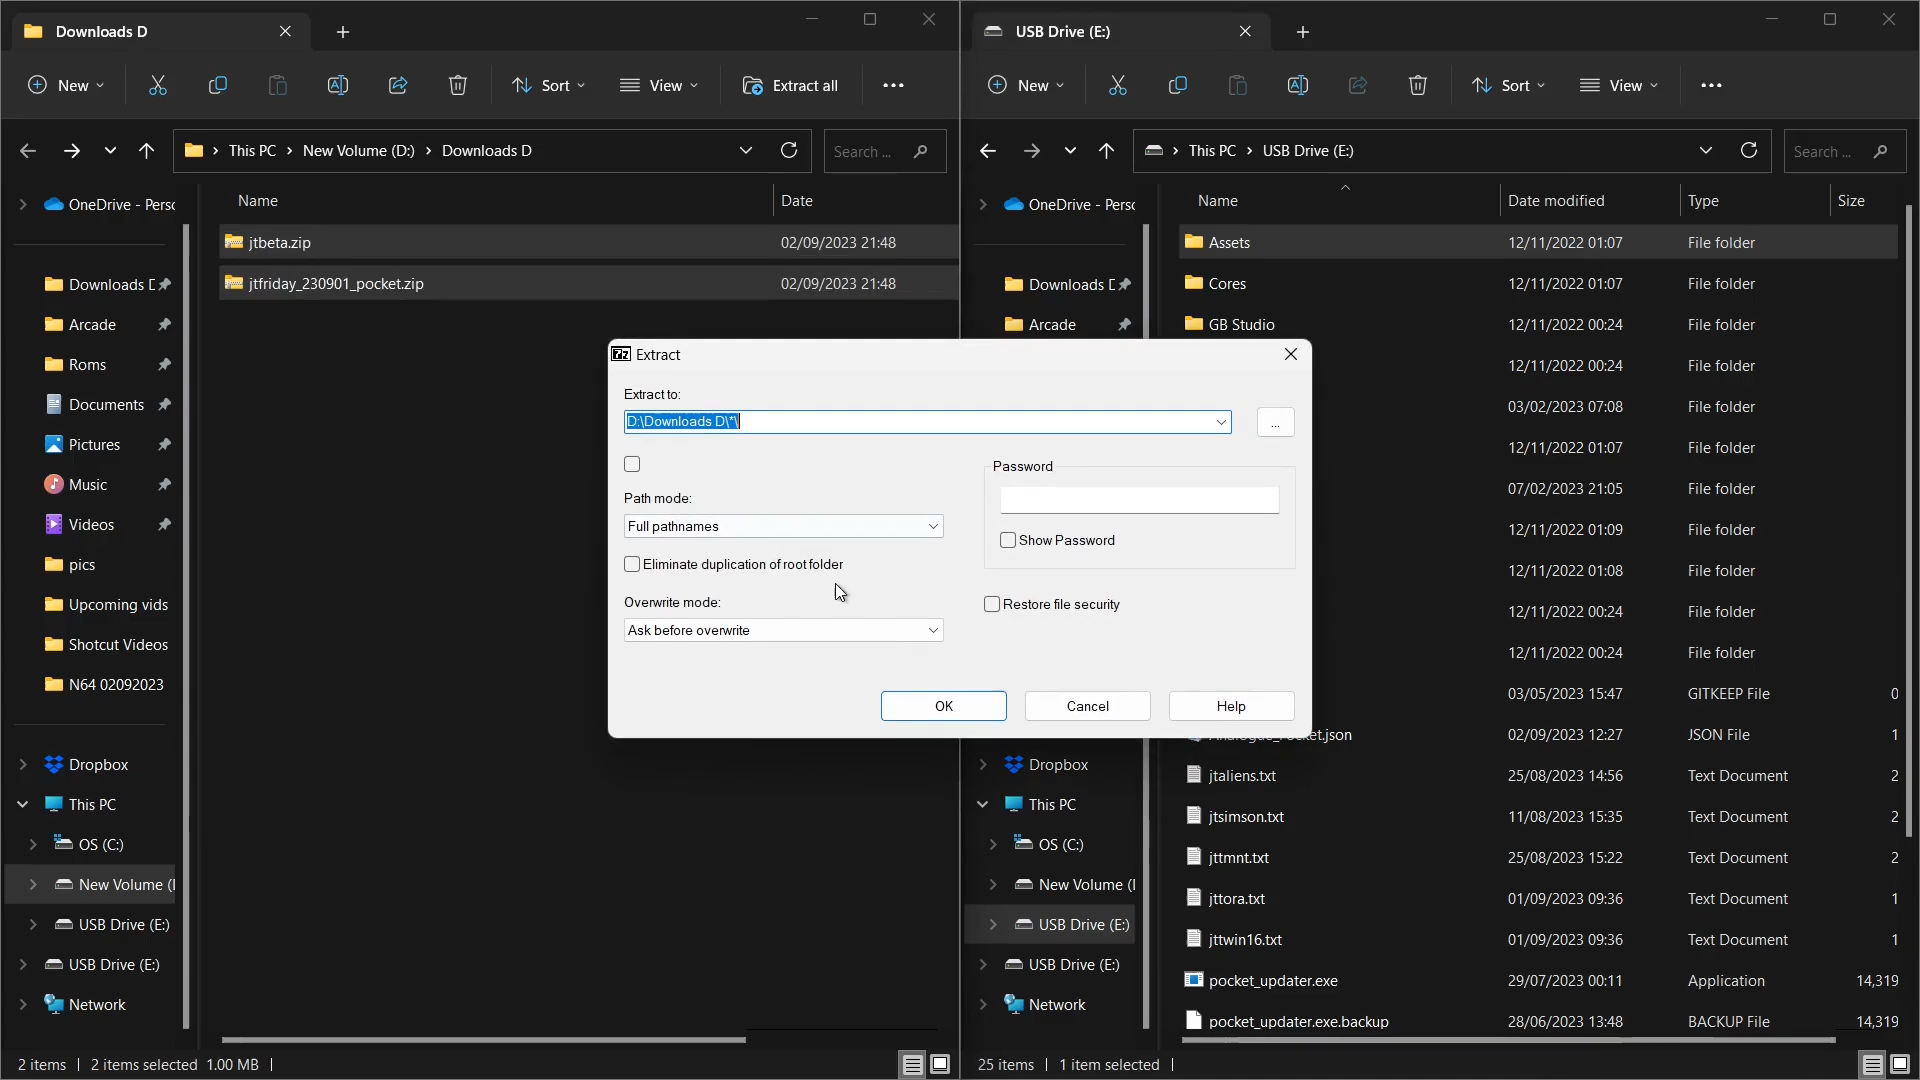 Downloads D
New
Sort
View
Extract all
This PC
New Volume (D:)
Downloads D
Search ...
OneDrive - Persc
Downloads D
Arcade
Roms
Documents
Pictures
Music
Videos
pics
Upcoming vids
Shotcut Videos
N64 02092023
Dropbox
This PC
OS (C:)
New Volume (D
USB Drive (E:)
USB Drive (E:)
Network
Name Date
jtbeta.zip 02/09/2023 21:48
jtfriday_230901_pocket.zip 02/09/2023 21:48
2 items 2 items selected 1.00 MB
Extract
Extract to:
D:\Downloads D\*\
...
Path mode:
Full pathnames
Eliminate duplication of root folder
Overwrite mode:
Ask before overwrite
Password
Show Password
Restore file security
OK
Cancel
Help
USB Drive (E:)
New
Sort
View
This PC
USB Drive (E:)
Search ...
OneDrive - Persc
Downloads D
Arcade
Dropbox
This PC
OS (C:)
New Volume (D
USB Drive (E:)
USB Drive (E:)
Network
Name Date modified Type Size
Assets 12/11/2022 01:07 File folder
Cores 12/11/2022 01:07 File folder
GB Studio 12/11/2022 00:24 File folder
12/11/2022 00:24 File folder
03/02/2023 07:08 File folder
12/11/2022 01:07 File folder
07/02/2023 21:05 File folder
12/11/2022 01:09 File folder
12/11/2022 01:08 File folder
12/11/2022 00:24 File folder
12/11/2022 00:24 File folder
03/05/2023 15:47 GITKEEP File 0
Analogue_Pocket.json 02/09/2023 12:27 JSON File 1
jtaliens.txt 25/08/2023 14:56 Text Document 2
jtsimson.txt 11/08/2023 15:35 Text Document 2
jttmnt.txt 25/08/2023 15:22 Text Document 2
jttora.txt 01/09/2023 09:36 Text Document 1
jttwin16.txt 01/09/2023 09:36 Text Document 1
pocket_updater.exe 29/07/2023 00:11 Application 14,319
pocket_updater.exe.backup 28/06/2023 13:48 BACKUP File 14,319
25 items 1 item selected